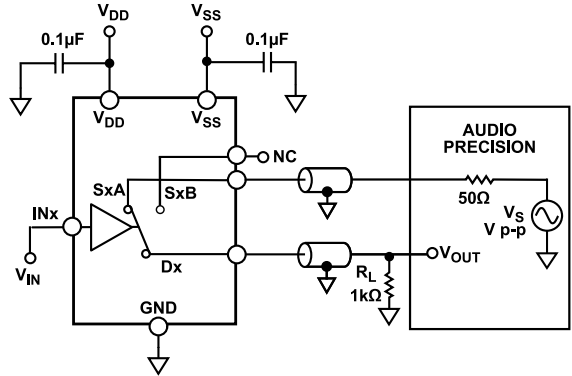 VDD
VSS
0.1µF
0.1µF
VDD
VSS
NC
AUDIO
PRECISION
SxA
SxB
50Ω
INx
VS
V p-p
VIN
Dx
VOUT
RL
1kΩ
GND